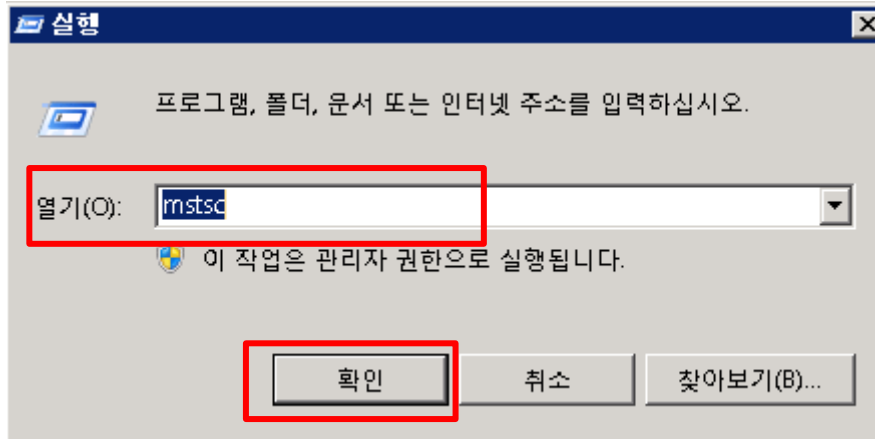 실행
프로그램, 폴더, 문서 또는 인터넷 주소를 입력하십시오.
열기(O): mstsc
이 작업은 관리자 권한으로 실행됩니다.
확인 취소 찾아보기(B)...